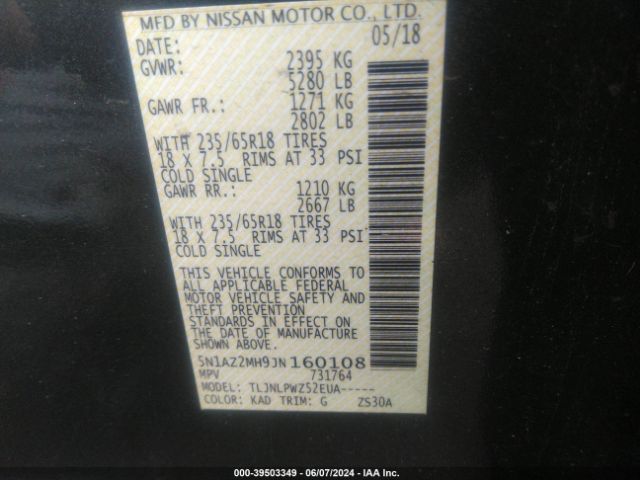 MFD BY NISSAN MOTOR CO., LTD.
DATE: 05/18
GVWR: 2395 KG
5280 LB
GAWR FR.: 1271 KG
2802 LB
WITH 235/65R18 TIRES
18 X 7.5 RIMS AT 33 PSI
COLD SINGLE
GAWR RR.: 1210 KG
2667 LB
WITH 235/65R18 TIRES
18 X 7.5 RIMS AT 33 PSI
COLD SINGLE
THIS VEHICLE CONFORMS TO
ALL APPLICABLE FEDERAL
MOTOR VEHICLE SAFETY AND
THEFT PREVENTION
STANDARDS IN EFFECT ON
THE DATE OF MANUFACTURE
SHOWN ABOVE.
5N1AZ2MH9JN160108
MPV 731764
MODEL: TLJNLPWZ52EUA-----
COLOR: KAD TRIM: G ZS30A
000-39503349 - 06/07/2024 - IAA Inc.